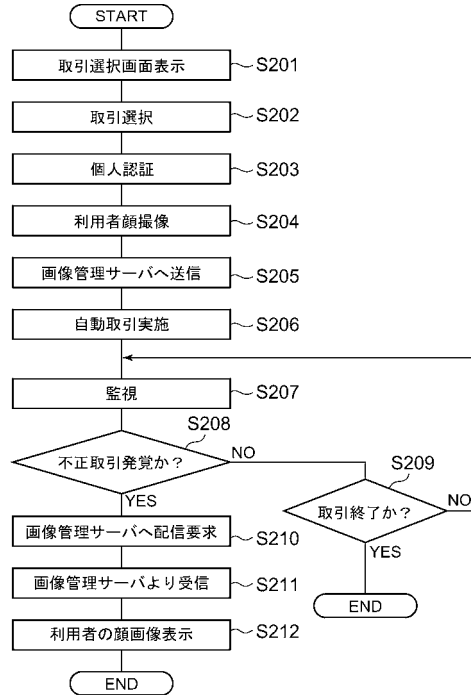 START
取引選択画面表示 S201
取引選択 S202
個人認証 S203
利用者顔撮像 S204
画像管理サーバへ送信 S205
自動取引実施 S206
監視 S207
S208
不正取引発覚か？ NO
YES
S209
取引終了か？ NO
YES
END
画像管理サーバへ配信要求 S210
画像管理サーバより受信 S211
利用者の顔画像表示 S212
END